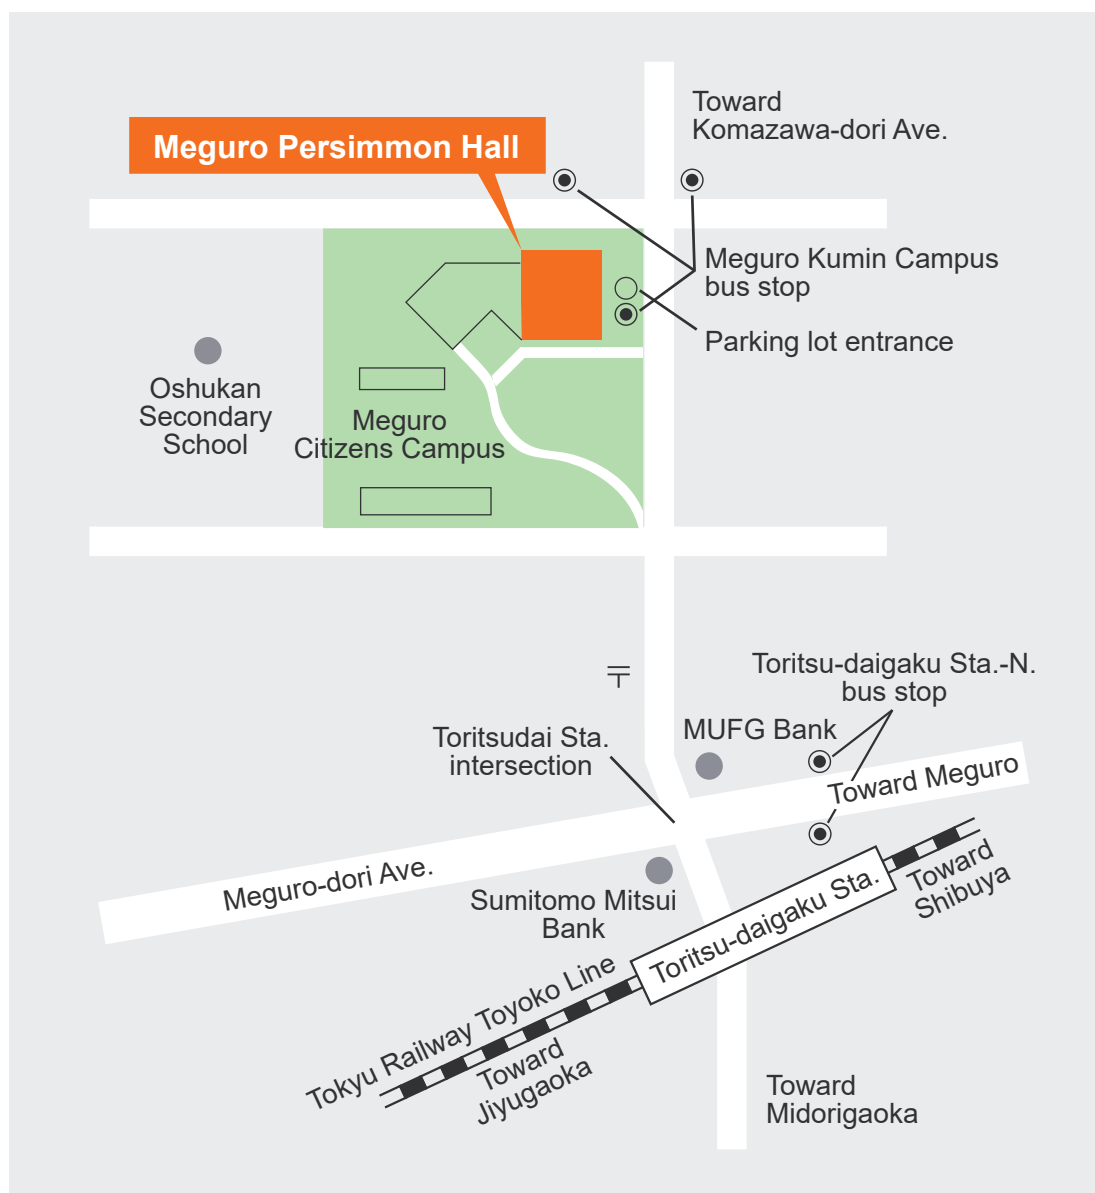 Toward
Komazawa-dori Ave.
Meguro Persimmon Hall
Meguro Kumin Campus
bus stop
Parking lot entrance
Oshukan
Secondary
School
Meguro
Citizens Campus
〒
Toritsu-daigaku Sta.-N.
bus stop
MUFG Bank
Toritsudai Sta.
intersection
Toward Meguro
Meguro-dori Ave.
Sumitomo Mitsui
Bank
Toritsu-daigaku Sta.
Toward
Shibuya
Tokyu Railway Toyoko Line
Toward
Jiyugaoka
Toward
Midorigaoka